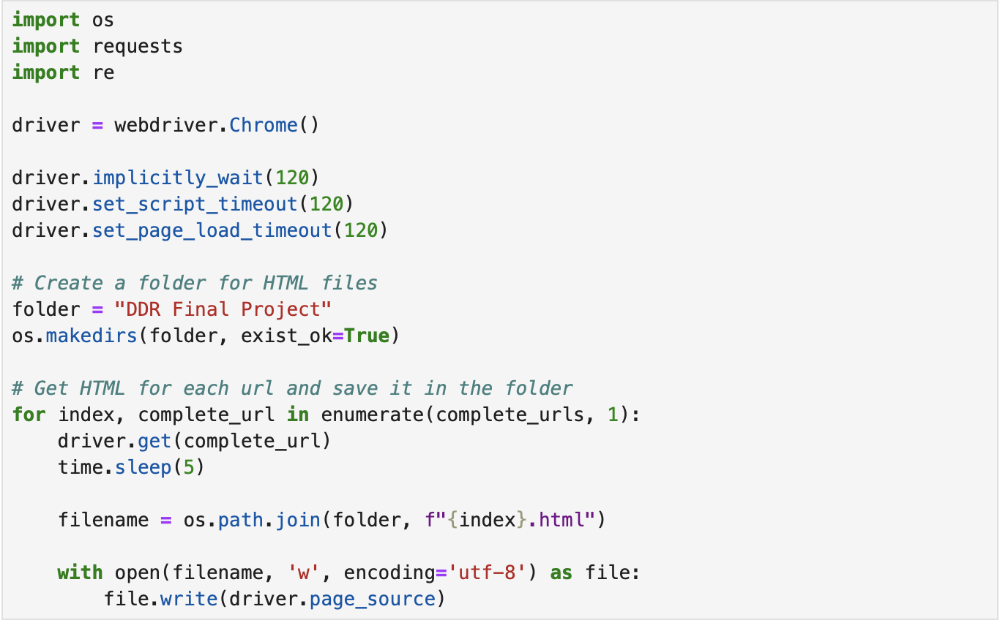 import os
import requests
import re
driver = webdriver.Chrome()
driver.implicitly_wait(120)
driver.set_script_timeout(120)
driver.set_page_load_timeout(120)
# Create a folder for HTML files
folder = "DDR Final Project"
os.makedirs(folder, exist_ok=True)
# Get HTML for each url and save it in the folder
for index, complete_url in enumerate(complete_urls, 1):
    driver.get(complete_url)
    time.sleep(5)
    filename = os.path.join(folder, f"{index}.html")
    with open(filename, 'w', encoding='utf-8') as file:
        file.write(driver.page_source)